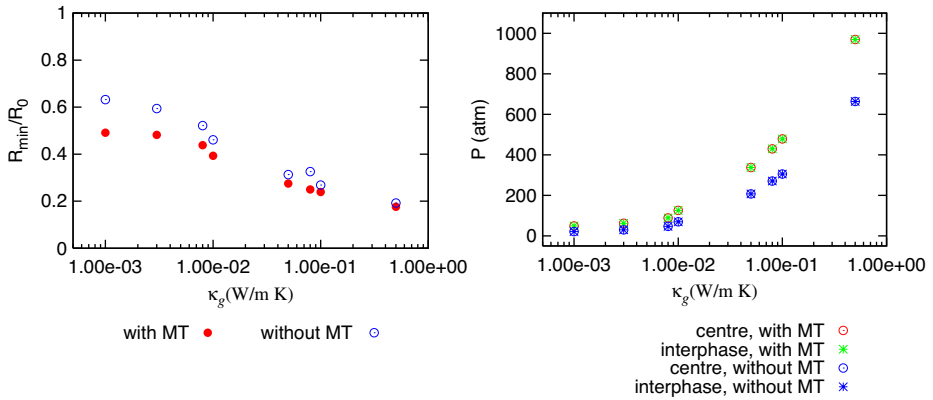 1
0.8
0.6
0.4
0.2
0
R_min/R_0
1.00e-03
1.00e-02
1.00e-01
1.00e+00
κ_g(W/m K)
with MT
without MT
1000
800
600
400
200
0
P (atm)
1.00e-03
1.00e-02
1.00e-01
1.00e+00
κ_g(W/m K)
centre, with MT
interphase, with MT
centre, without MT
interphase, without MT